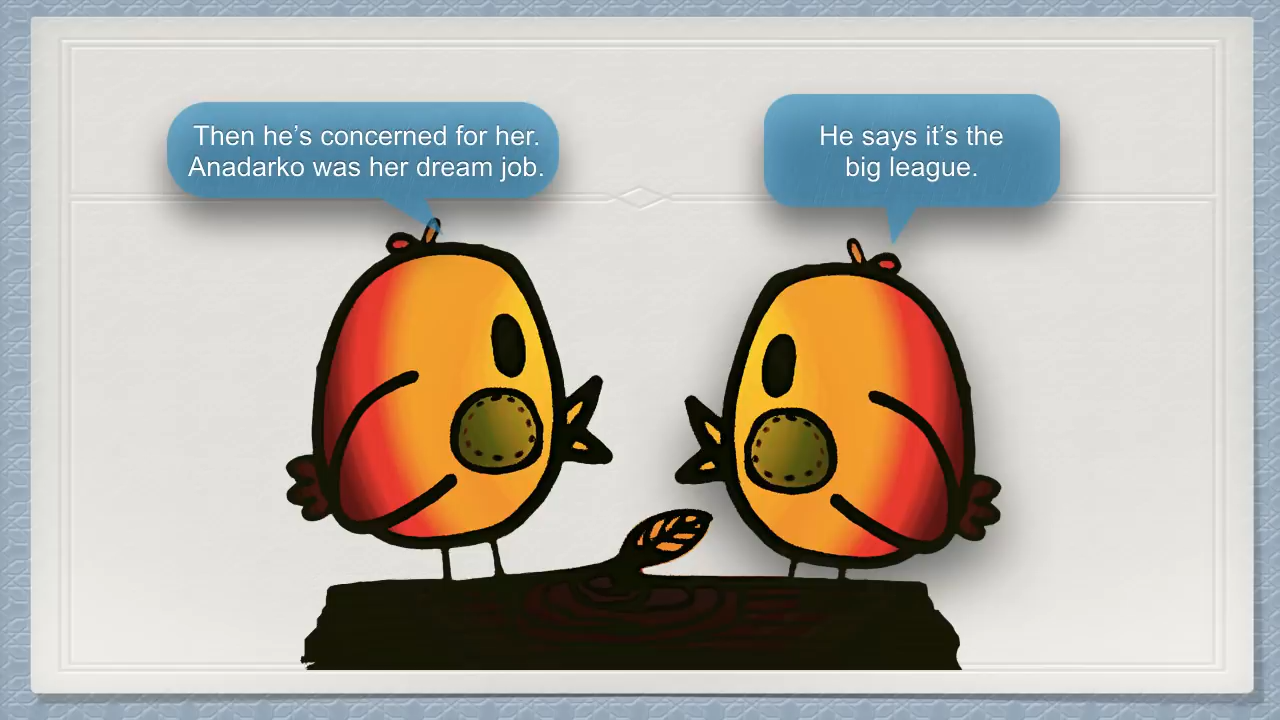 Then he’s concerned for her.
Anadarko was her dream job.
He says it’s the
big league.